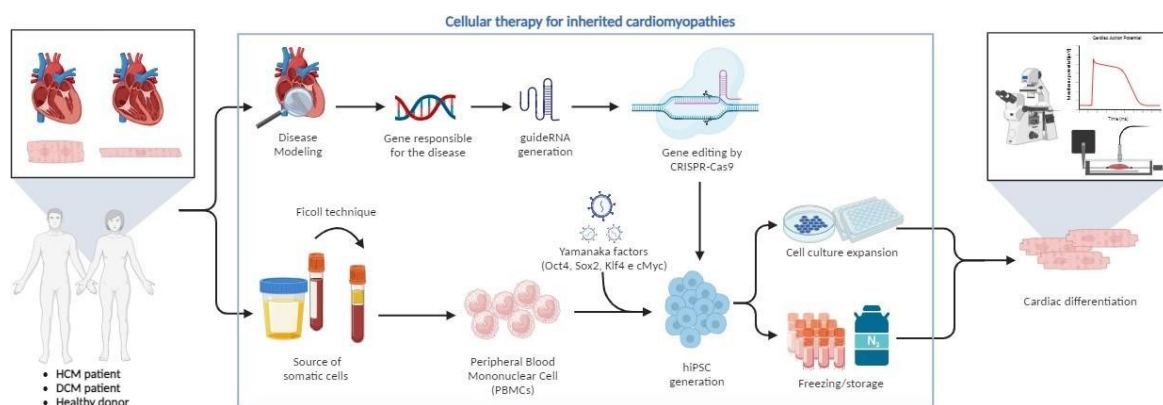 Cellular therapy for inherited cardiomyopathies
Disease
Modeling
Gene responsible
for the disease
guideRNA
generation
Gene editing by
CRISPR-Cas9
Cardiac Action Potential
Time (ms)
Ficoll technique
Yamanaka factors
(Oct4, Sox2, Klf4 e cMyc)
Cell culture expansion
Source of
somatic cells
Peripheral Blood
Mononuclear Cell
(PBMCs)
hiPSC
generation
N₂
Freezing/storage
Cardiac differentiation
• HCM patient
• DCM patient
• Healthy donor